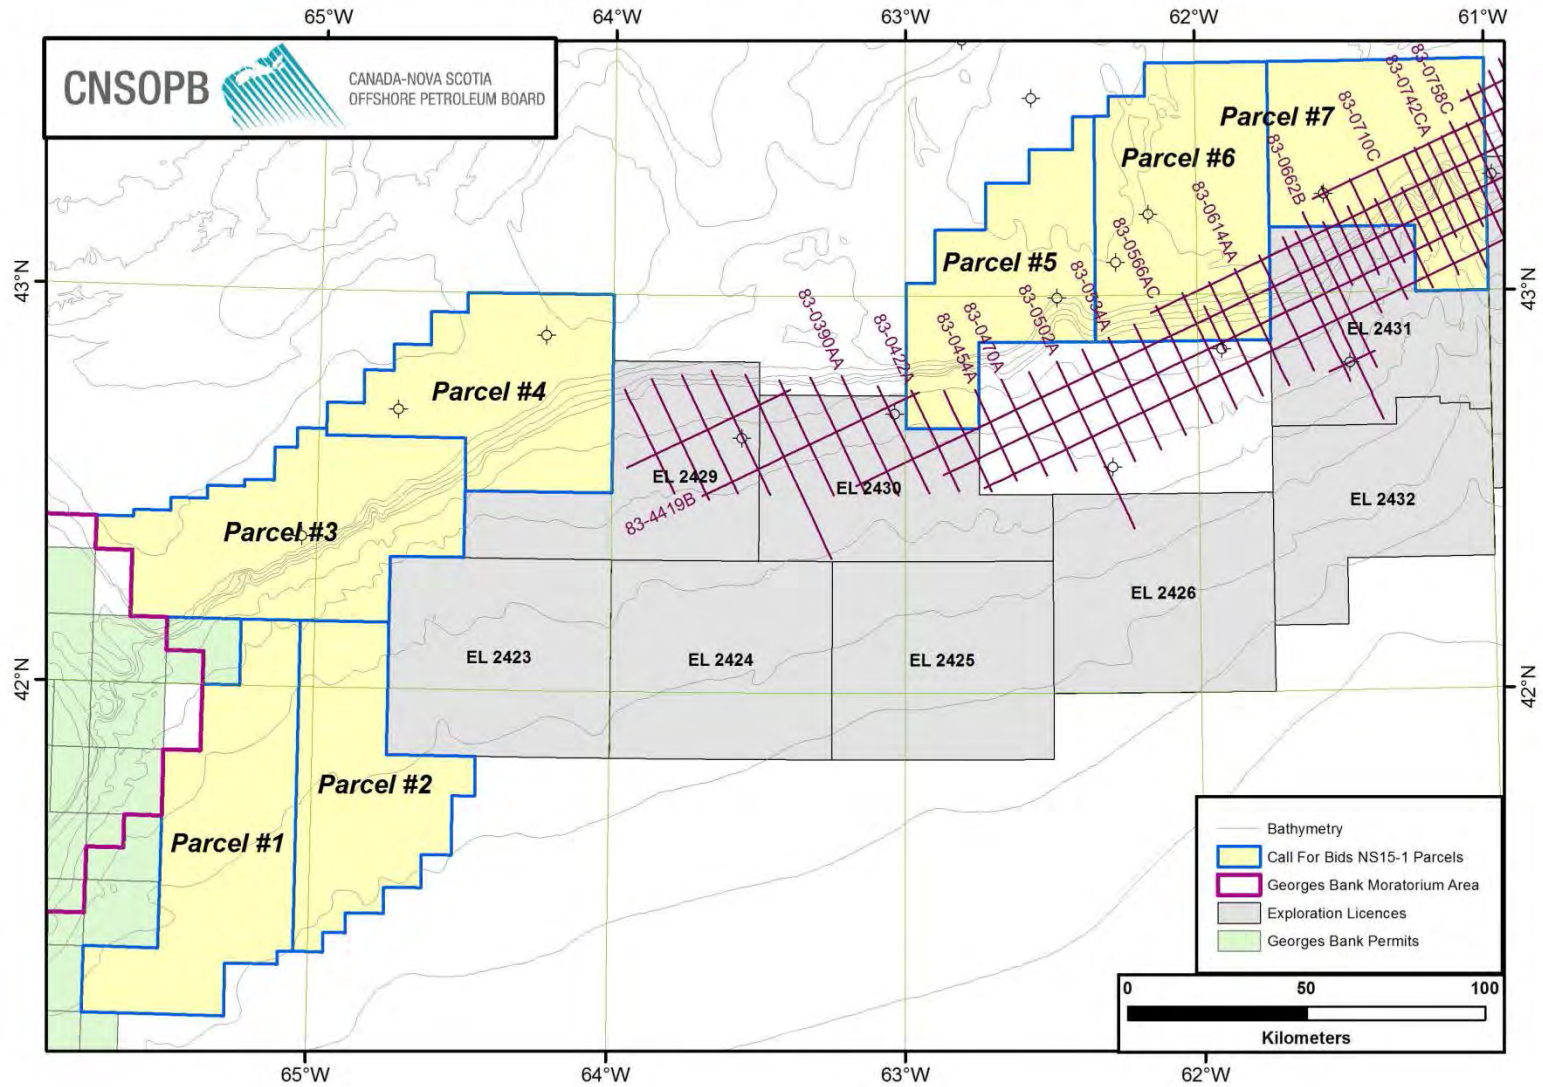 65°W
64°W
63°W
62°W
61°W
CNSOPB
CANADA-NOVA SCOTIA
OFFSHORE PETROLEUM BOARD
83-0758C
83-0742CA
83-0710C
Parcel #7
Parcel #6
83-0662B
83-0614AA
83-0566AC
43°N
Parcel #5
83-0534A
83-0502A
83-0470A
83-0454A
83-0422A
83-0390AA
43°N
EL 2431
Parcel #4
EL 2429
EL 2430
83-4419B
EL 2432
Parcel #3
EL 2426
EL 2423
EL 2424
EL 2425
42°N
42°N
Parcel #2
Parcel #1
Bathymetry
Call For Bids NS15-1 Parcels
Georges Bank Moratorium Area
Exploration Licences
Georges Bank Permits
0
50
100
Kilometers
65°W
64°W
63°W
62°W